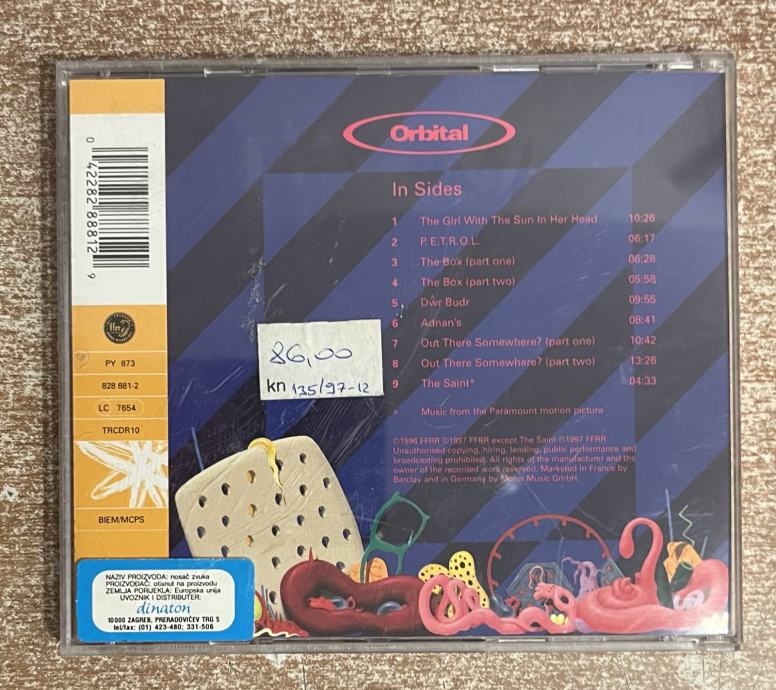 Orbital
In Sides
1 The Girl With The Sun In Her Head 10:26
2 P.E.T.R.O.L. 06:17
3 The Box (part one) 06:28
4 The Box (part two) 05:58
5 Dŵr Budr 09:55
6 Adnan's 08:41
7 Out There Somewhere? (part one) 10:42
8 Out There Somewhere? (part two) 13:26
9 The Saint* 04:33
* Music from the Paramount motion picture
©1996 FFRR ©1997 FFRR except The Saint ©1997 FFRR
Unauthorised copying, hiring, lending, public performance and
broadcasting prohibited. All rights of the manufacturer and the
owner of the recorded work reserved. Marketed in France by
Barclay and in Germany by Motor Music GmbH.
86,00
kn 135/97-12
0 42282 88812 9
ffrr
PY 873
828 881-2
LC 7654
TRCDR10
BIEM/MCPS
NAZIV PROIZVODA: nosač zvuka
PROIZVOĐAČ: otisnut na proizvodu
ZEMLJA PORIJEKLA: Europska unija
UVOZNIK I DISTRIBUTER:
dinaton
10000 ZAGREB, PRERADOVIĆEV TRG 5
tel/fax: (01) 423-480; 331-506